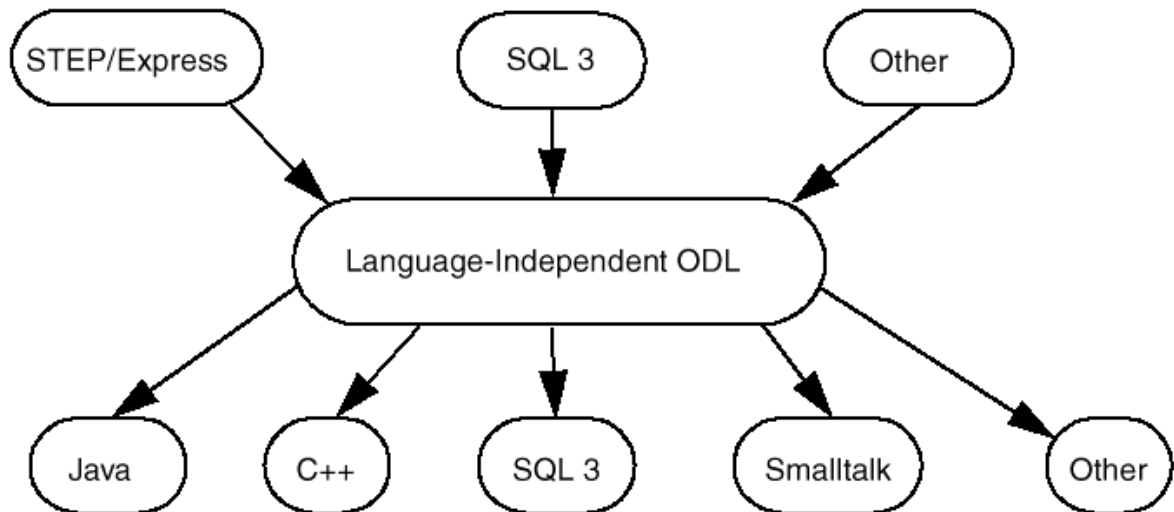 STEP/Express
SQL 3
Other
Language-Independent ODL
Java
C++
SQL 3
Smalltalk
Other